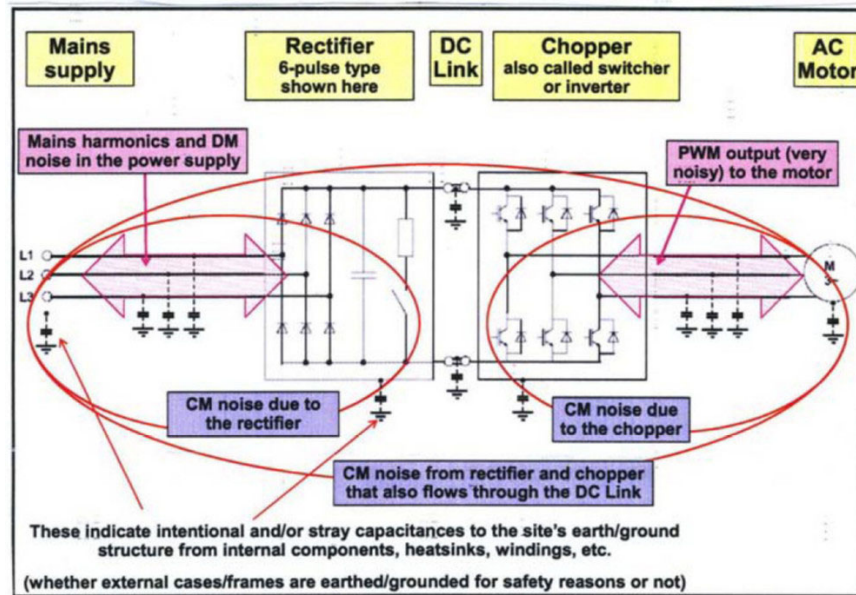 Mains
supply
Rectifier
6-pulse type
shown here
DC
Link
Chopper
also called switcher
or inverter
AC
Motor
Mains harmonics and DM
noise in the power supply
PWM output (very
noisy) to the motor
L1
L2
L3
M
CM noise due to
the rectifier
CM noise due
to the chopper
CM noise from rectifier and chopper
that also flows through the DC Link
These indicate intentional and/or stray capacitances to the site's earth/ground
structure from internal components, heatsinks, windings, etc.
(whether external cases/frames are earthed/grounded for safety reasons or not)